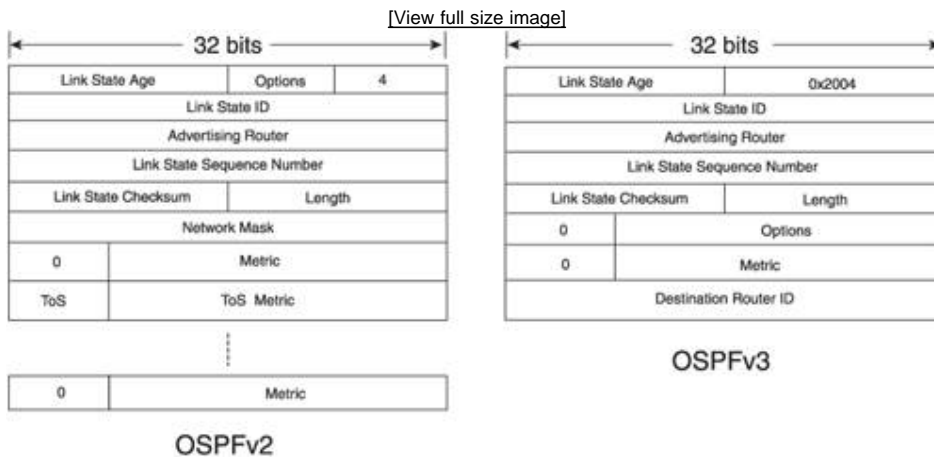 [View full size image]
32 bits
Link State Age Options 4
Link State ID
Advertising Router
Link State Sequence Number
Link State Checksum Length
Network Mask
0 Metric
ToS ToS Metric
0 Metric
OSPFv2
32 bits
Link State Age 0x2004
Link State ID
Advertising Router
Link State Sequence Number
Link State Checksum Length
0 Options
0 Metric
Destination Router ID
OSPFv3